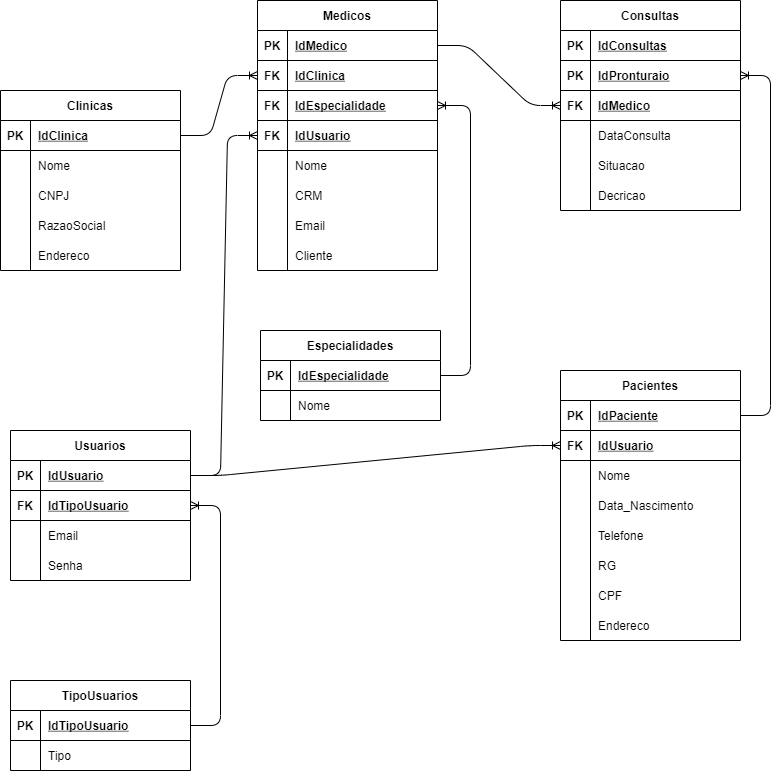 Medicos
PK IdMedico
FK IdClinica
FK IdEspecialidade
FK IdUsuario
Nome
CRM
Email
Cliente
Consultas
PK IdConsultas
PK IdPronturaio
FK IdMedico
DataConsulta
Situacao
Decricao
Clinicas
PK IdClinica
Nome
CNPJ
RazaoSocial
Endereco
Especialidades
PK IdEspecialidade
Nome
Pacientes
PK IdPaciente
FK IdUsuario
Nome
Data_Nascimento
Telefone
RG
CPF
Endereco
Usuarios
PK IdUsuario
FK IdTipoUsuario
Email
Senha
TipoUsuarios
PK IdTipoUsuario
Tipo